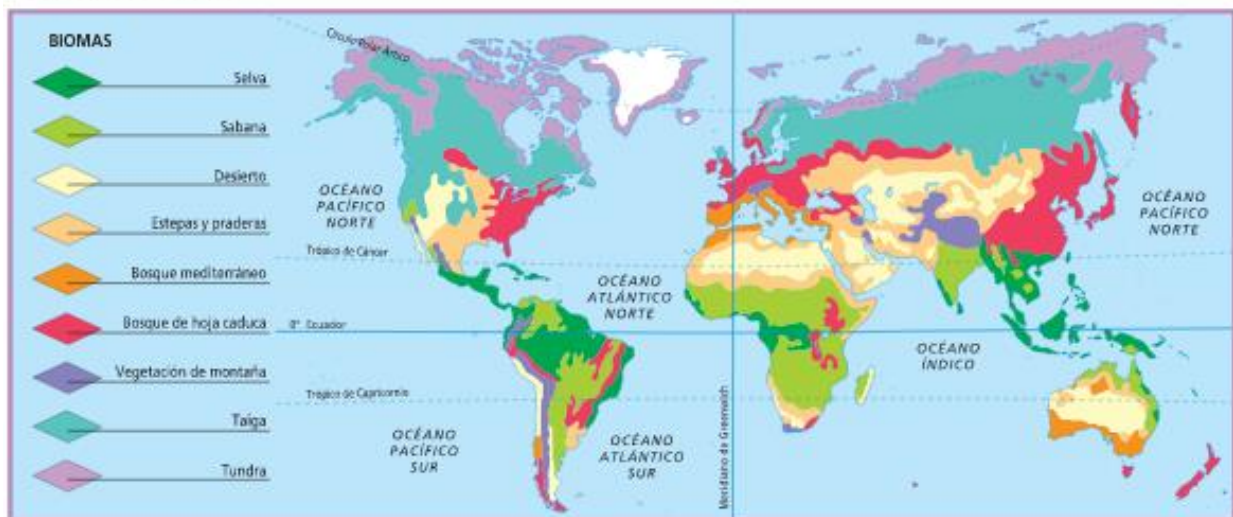 BIOMAS
Selva
Sabana
Desierto
Estepas y praderas
Bosque mediterráneo
Bosque de hoja caduca
Vegetación de montaña
Taiga
Tundra
Círculo Polar Ártico
OCÉANO
PACÍFICO
NORTE
Trópico de Cáncer
0° Ecuador
Trópico de Capricornio
OCÉANO
PACÍFICO
SUR
OCÉANO
ATLÁNTICO
NORTE
OCÉANO
ATLÁNTICO
SUR
Meridiano de Greenwich
OCÉANO
ÍNDICO
OCÉANO
PACÍFICO
NORTE